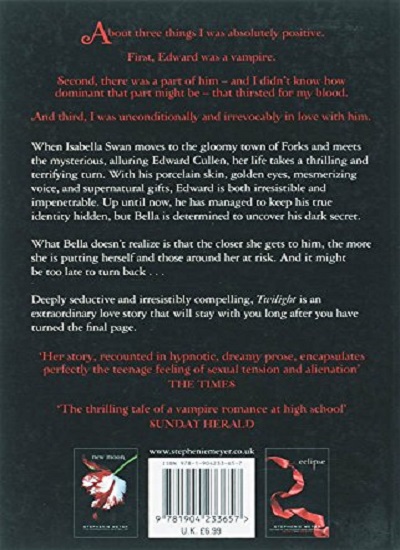 About three things I was absolutely positive.
First, Edward was a vampire.
Second, there was a part of him – and I didn't know how
dominant that part might be – that thirsted for my blood.
And third, I was unconditionally and irrevocably in love with him.
When Isabella Swan moves to the gloomy town of Forks and meets
the mysterious, alluring Edward Cullen, her life takes a thrilling and
terrifying turn. With his porcelain skin, golden eyes, mesmerizing
voice, and supernatural gifts, Edward is both irresistible and
impenetrable. Up until now, he has managed to keep his true
identity hidden, but Bella is determined to uncover his dark secret.
What Bella doesn't realize is that the closer she gets to him, the more
she is putting herself and those around her at risk. And it might
be too late to turn back . . .
Deeply seductive and irresistibly compelling, Twilight is an
extraordinary love story that will stay with you long after you have
turned the final page.
'Her story, recounted in hypnotic, dreamy prose, encapsulates
perfectly the teenage feeling of sexual tension and alienation'
THE TIMES
'The thrilling tale of a vampire romance at high school'
SUNDAY HERALD
www.stepheniemeyer.co.uk
new moon
STEPHENIE MEYER
ISBN 978-1-904233-65-7
9 781904 233657
U.K. £6.99
eclipse
STEPHENIE MEYER